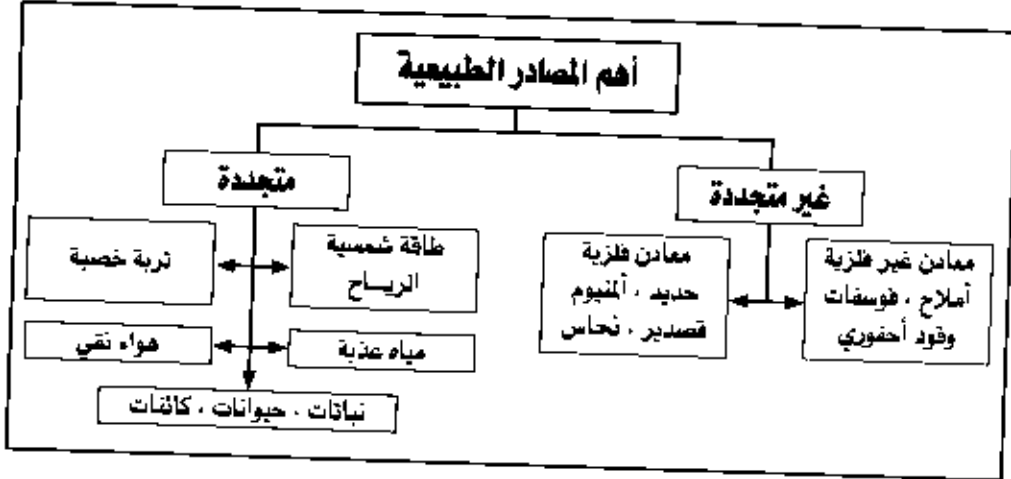 أهم المصادر الطبيعية
غير متجددة
متجددة
معادن غير فلزية
أملاح ، فوسفات
وقود أحفوري
معادن فلزية
حديد ، ألمنيوم
قصدير ، نحاس
طاقة شمسية
الرياح
تربة خصبة
مياه عذبة
هواء نقي
نباتات ، حيوانات ، كائنات